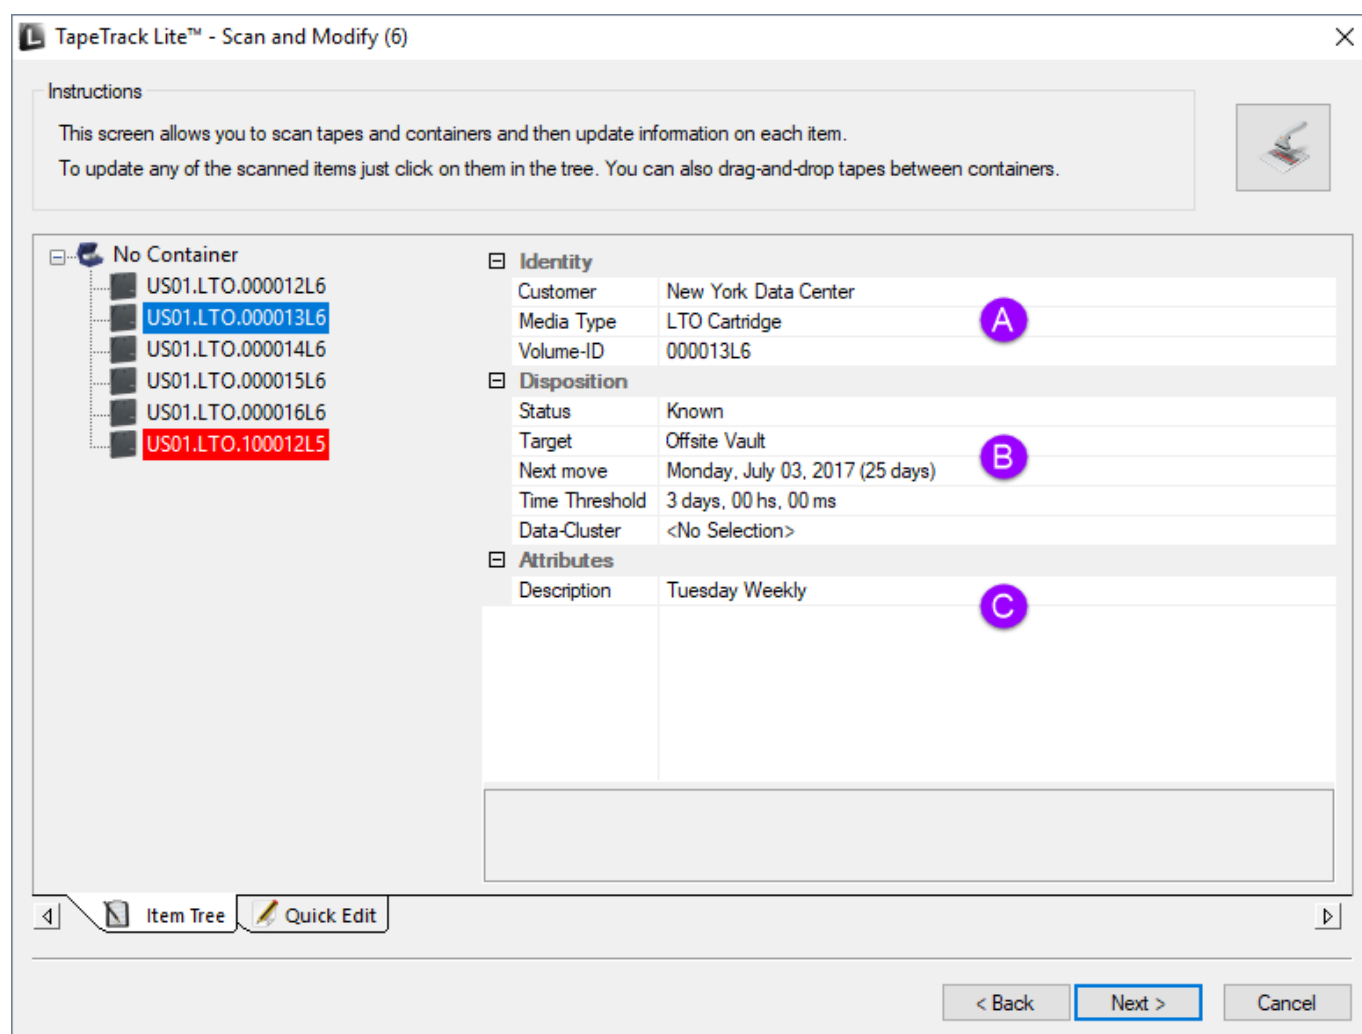 TapeTrack Lite™ - Scan and Modify (6)
Instructions
This screen allows you to scan tapes and containers and then update information on each item.
To update any of the scanned items just click on them in the tree. You can also drag-and-drop tapes between containers.
No Container
US01.LTO.000012L6
US01.LTO.000013L6
US01.LTO.000014L6
US01.LTO.000015L6
US01.LTO.000016L6
US01.LTO.100012L5
Identity
Customer New York Data Center
Media Type LTO Cartridge
Volume-ID 000013L6
A
Disposition
Status Known
Target Offsite Vault
Next move Monday, July 03, 2017 (25 days)
Time Threshold 3 days, 00 hs, 00 ms
Data-Cluster <No Selection>
B
Attributes
Description Tuesday Weekly
C
Item Tree Quick Edit
< Back Next > Cancel